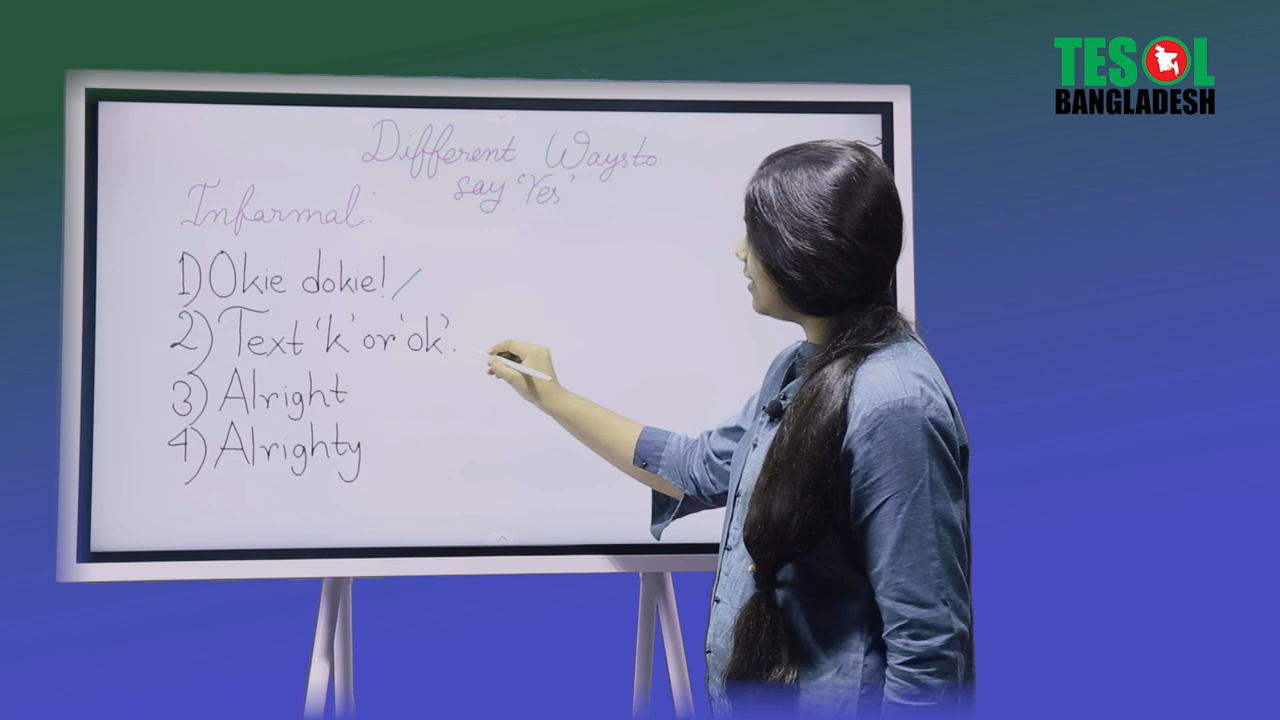 TESOL
BANGLADESH
Different Ways to
say 'Yes'
Infarmal:
1) Okie dokie!
2) Text 'k' or 'ok'.
3) Alright
4) Alrighty